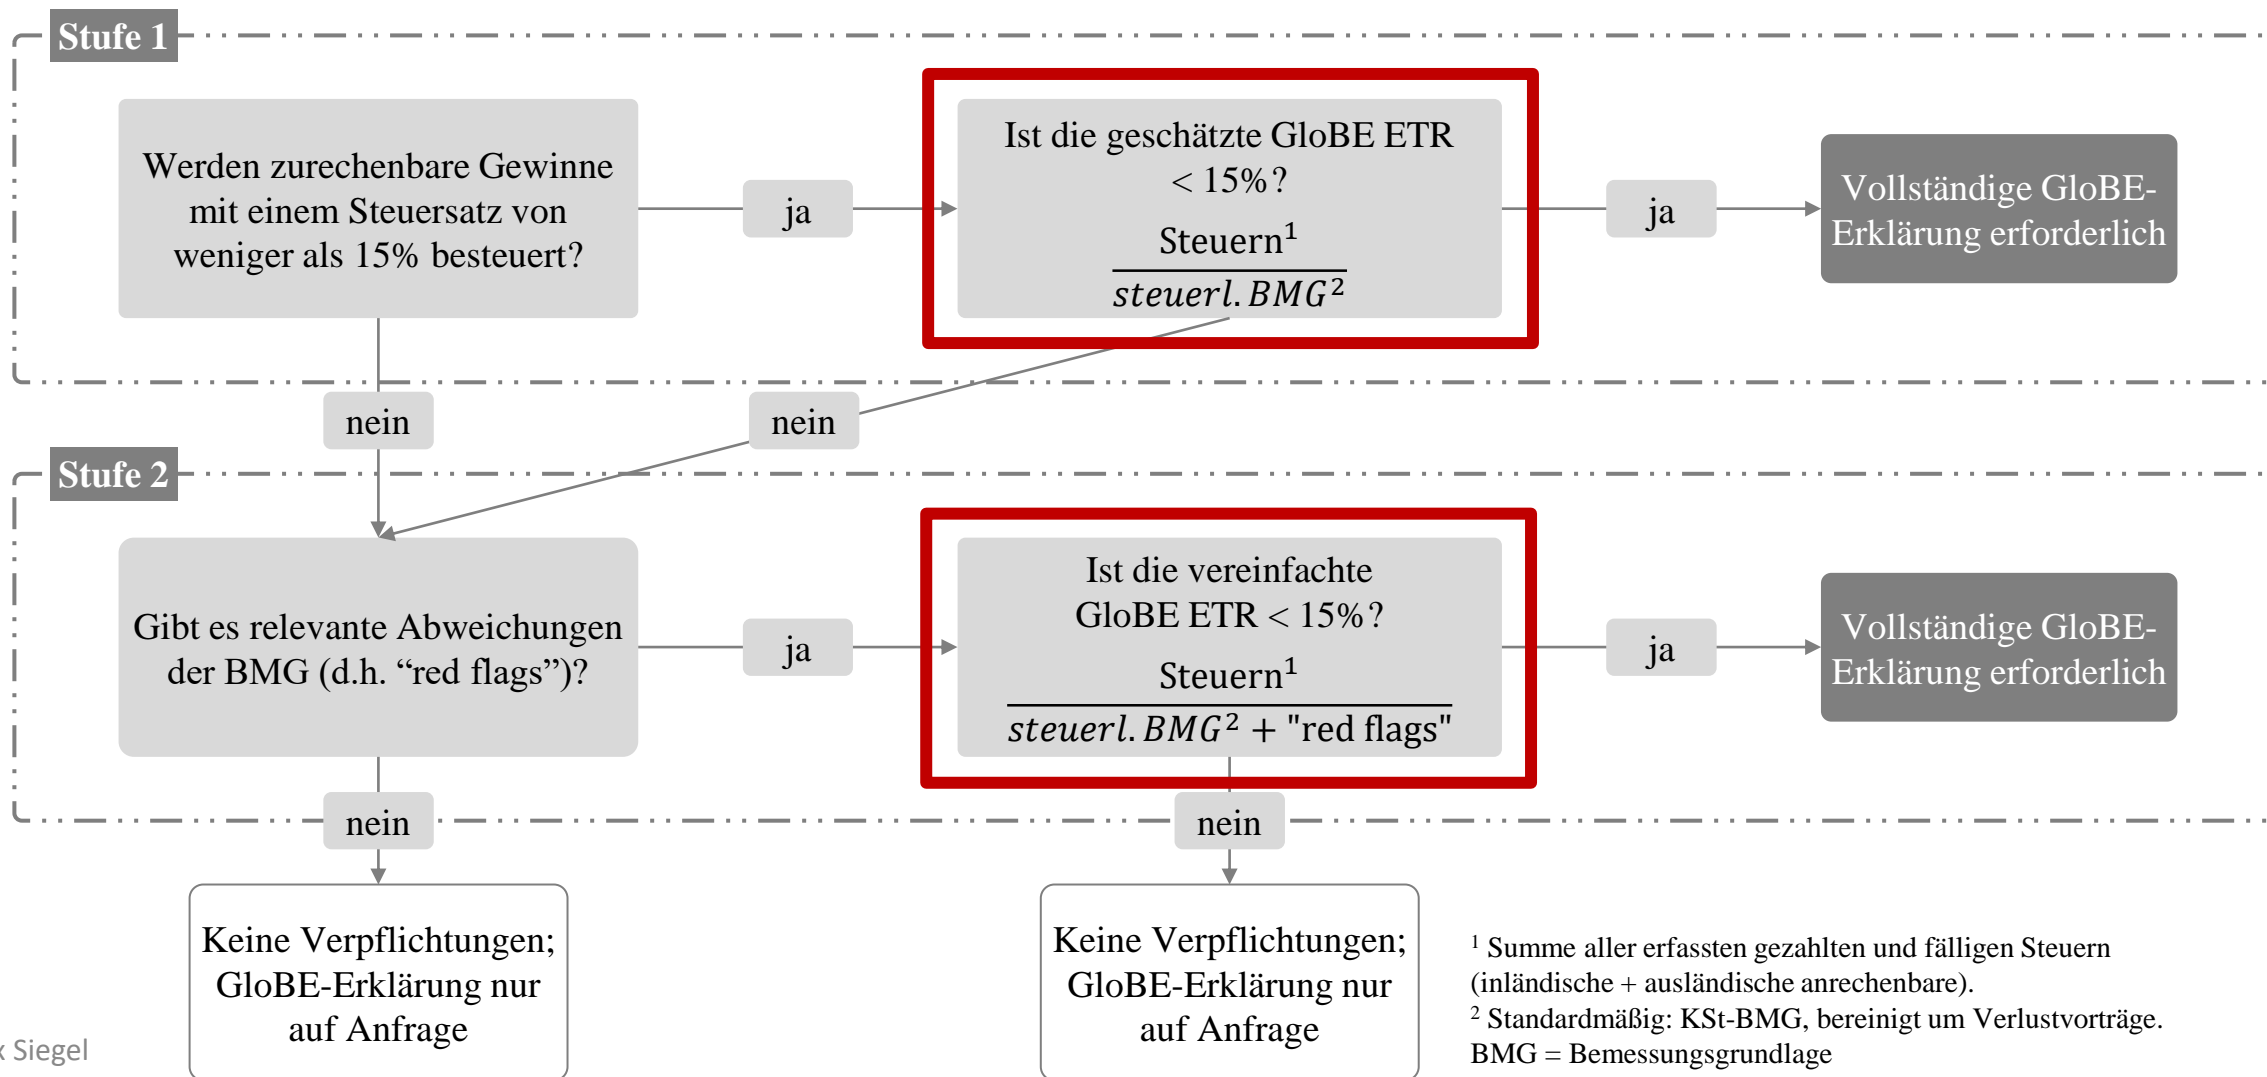 Stufe 1
Werden zurechenbare Gewinne
mit einem Steuersatz von
weniger als 15% besteuert?
ja
Ist die geschätzte GloBE ETR
< 15%?
Steuern¹
steuerl. BMG²
ja
Vollständige GloBE-
Erklärung erforderlich
nein
nein
Stufe 2
Gibt es relevante Abweichungen
der BMG (d.h. “red flags”)?
ja
Ist die vereinfachte
GloBE ETR < 15%?
Steuern¹
steuerl. BMG² + "red flags"
ja
Vollständige GloBE-
Erklärung erforderlich
nein
nein
Keine Verpflichtungen;
GloBE-Erklärung nur
auf Anfrage
Keine Verpflichtungen;
GloBE-Erklärung nur
auf Anfrage
¹ Summe aller erfassten gezahlten und fälligen Steuern
(inländische + ausländische anrechenbare).
² Standardmäßig: KSt-BMG, bereinigt um Verlustvorträge.
BMG = Bemessungsgrundlage
x Siegel